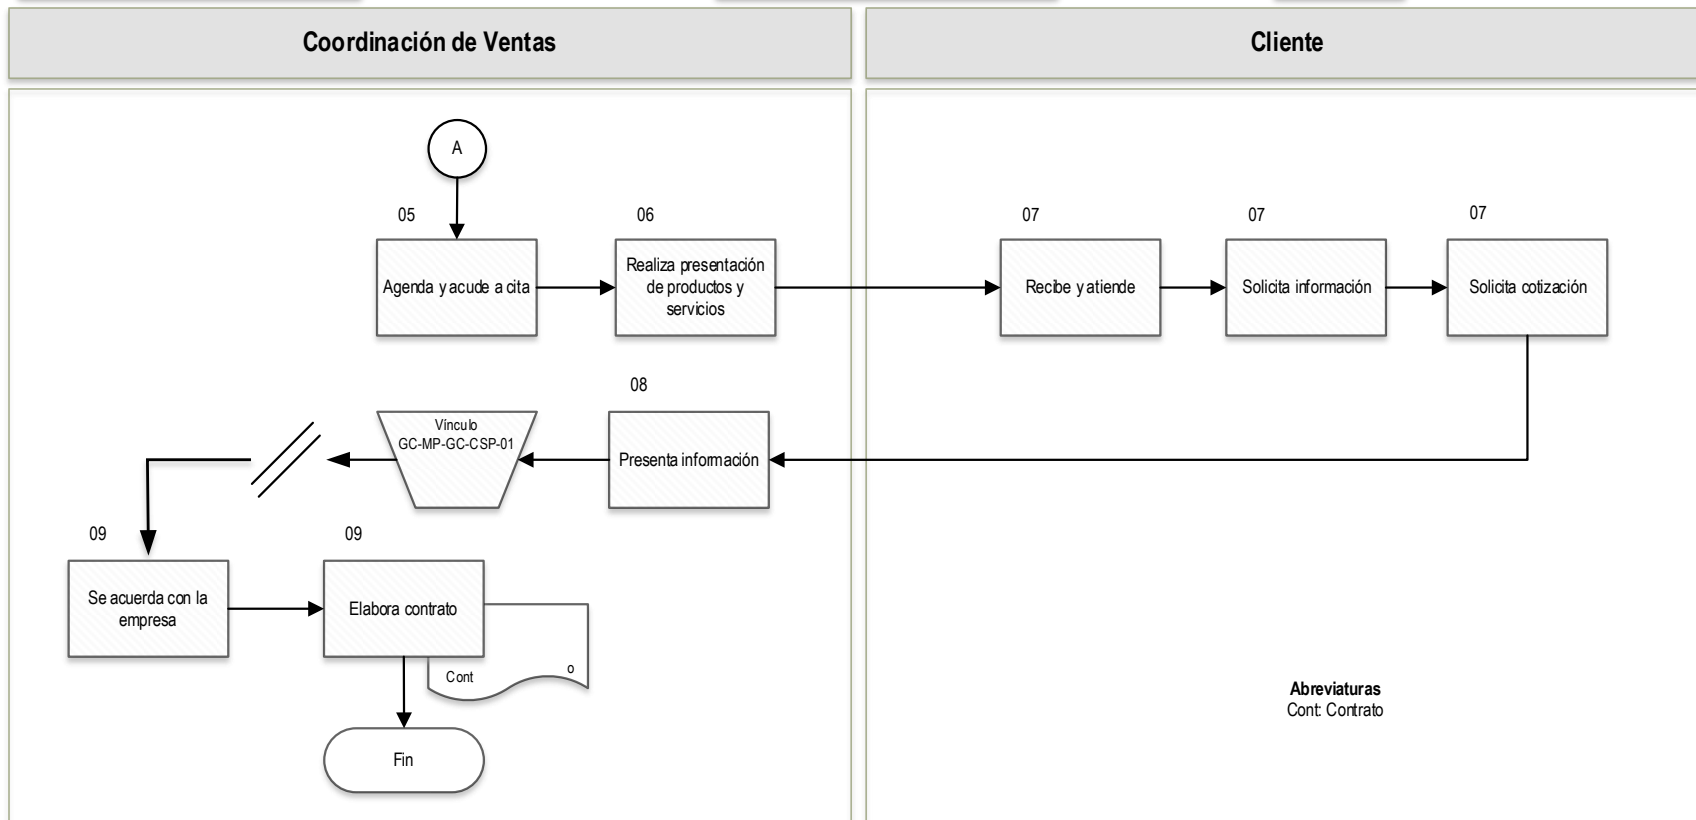 Coordinación de Ventas
Cliente
A
05
Agenda y acude a cita
06
Realiza presentación
de productos y
servicios
07
Recibe y atiende
07
Solicita información
07
Solicita cotización
08
Presenta información
Vínculo
GC-MP-GC-CSP-01
09
Se acuerda con la
empresa
09
Elabora contrato
Cont
o
Fin
Abreviaturas
Cont: Contrato